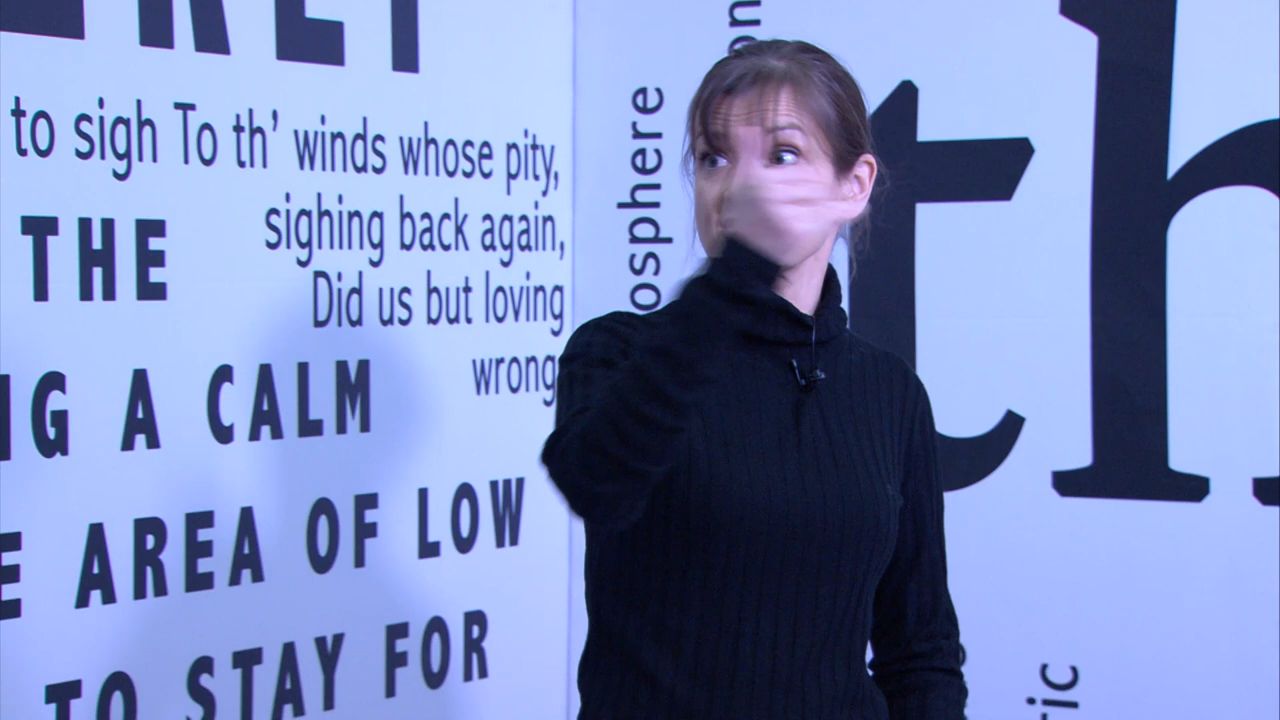 to sigh To th’ winds whose pity,
THE
sighing back again,
Did us but loving
wrong
A CALM
AREA OF LOW
TO STAY FOR
osphere
th